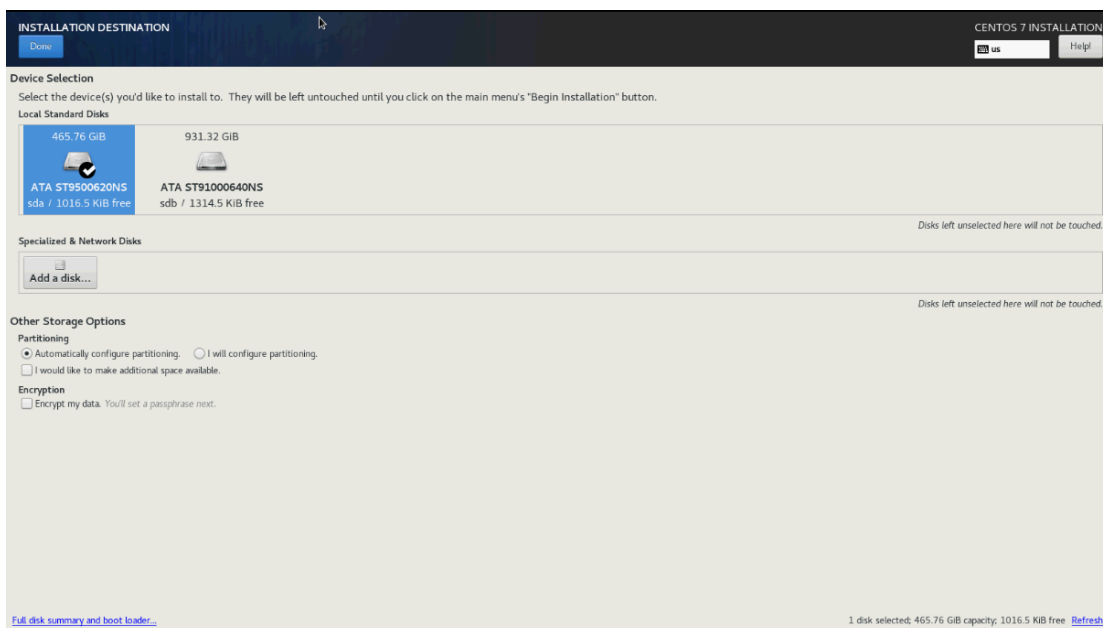 INSTALLATION DESTINATION
CENTOS 7 INSTALLATION
Done
us
Help!
Device Selection
Select the device(s) you'd like to install to. They will be left untouched until you click on the main menu's "Begin Installation" button.
Local Standard Disks
465.76 GiB
931.32 GiB
ATA ST9500620NS
ATA ST91000640NS
sda / 1016.5 KiB free
sdb / 1314.5 KiB free
Disks left unselected here will not be touched.
Specialized & Network Disks
Add a disk...
Disks left unselected here will not be touched.
Other Storage Options
Partitioning
Automatically configure partitioning.
I will configure partitioning.
I would like to make additional space available.
Encryption
Encrypt my data. You'll set a passphrase next.
Full disk summary and boot loader...
1 disk selected; 465.76 GiB capacity; 1016.5 KiB free Refresh